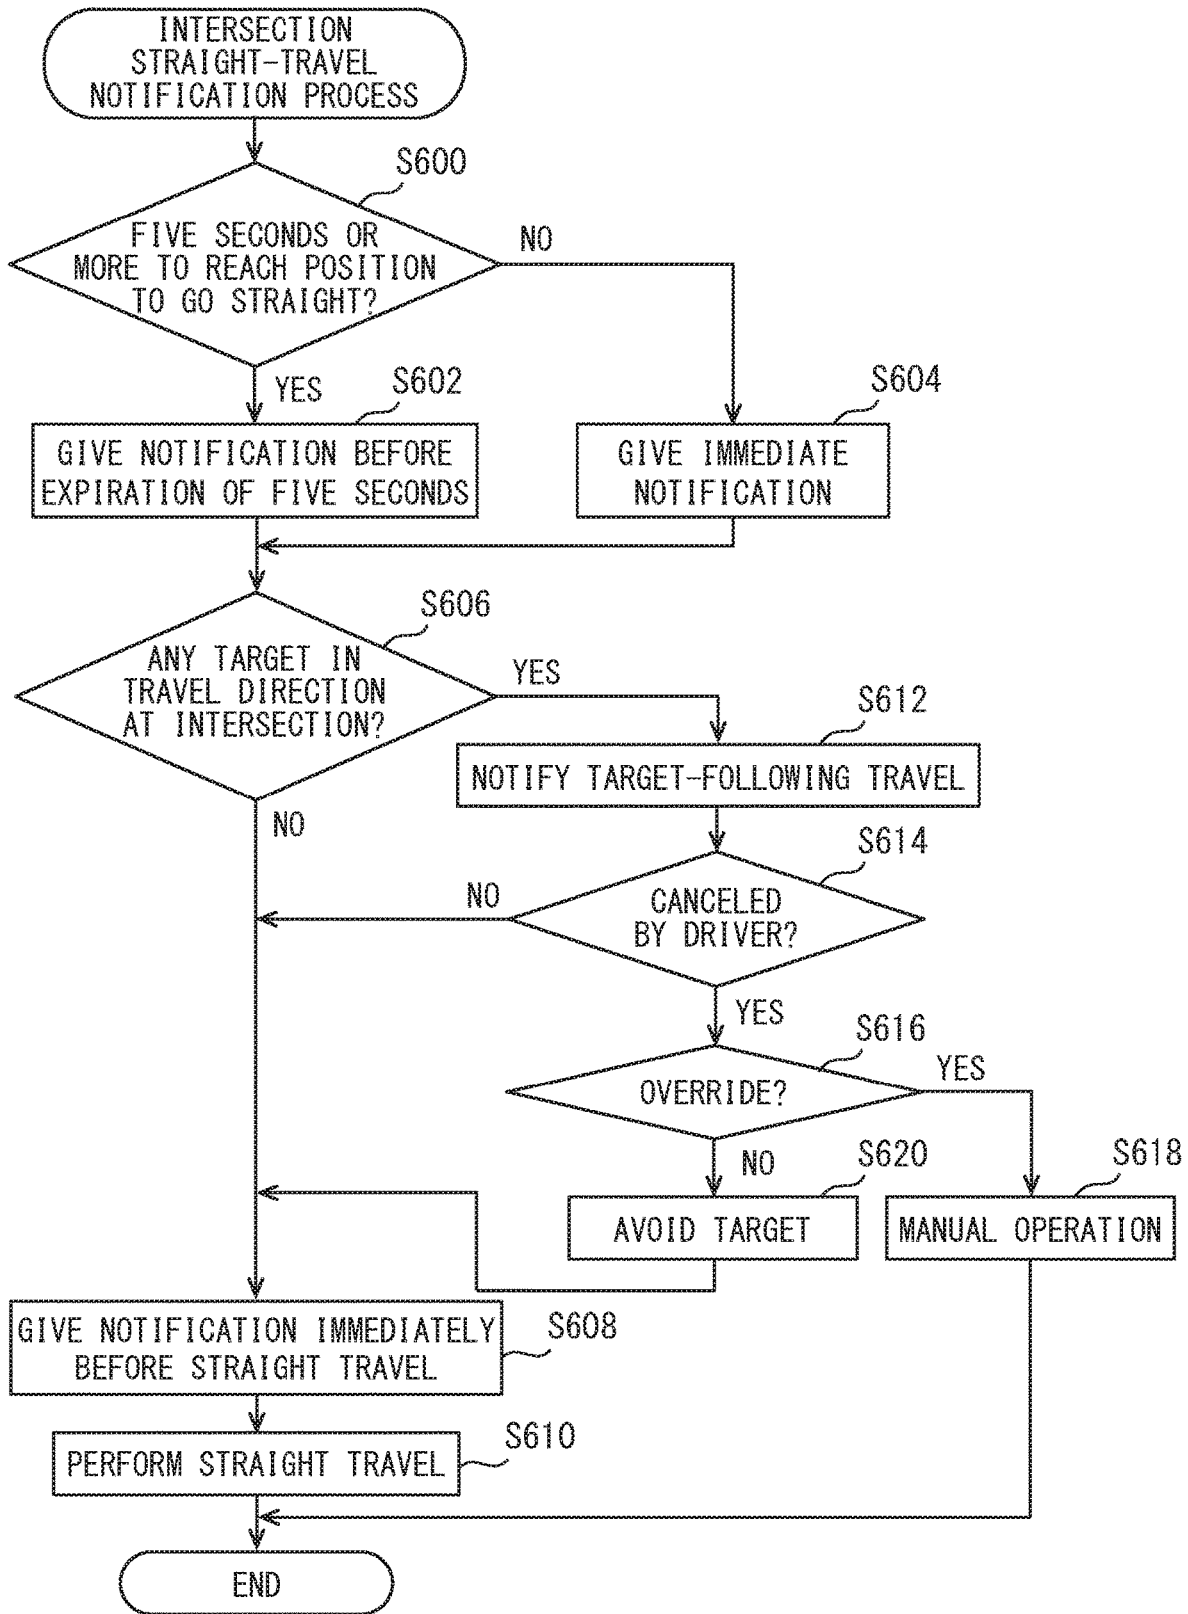 INTERSECTION
STRAIGHT-TRAVEL
NOTIFICATION PROCESS
S600
FIVE SECONDS OR
MORE TO REACH POSITION
TO GO STRAIGHT?
NO
YES
S602
S604
GIVE NOTIFICATION BEFORE
EXPIRATION OF FIVE SECONDS
GIVE IMMEDIATE
NOTIFICATION
S606
ANY TARGET IN
TRAVEL DIRECTION
AT INTERSECTION?
YES
S612
NOTIFY TARGET-FOLLOWING TRAVEL
NO
S614
NO
CANCELED
BY DRIVER?
YES
S616
OVERRIDE?
YES
NO
S620
S618
AVOID TARGET
MANUAL OPERATION
GIVE NOTIFICATION IMMEDIATELY
BEFORE STRAIGHT TRAVEL
S608
S610
PERFORM STRAIGHT TRAVEL
END